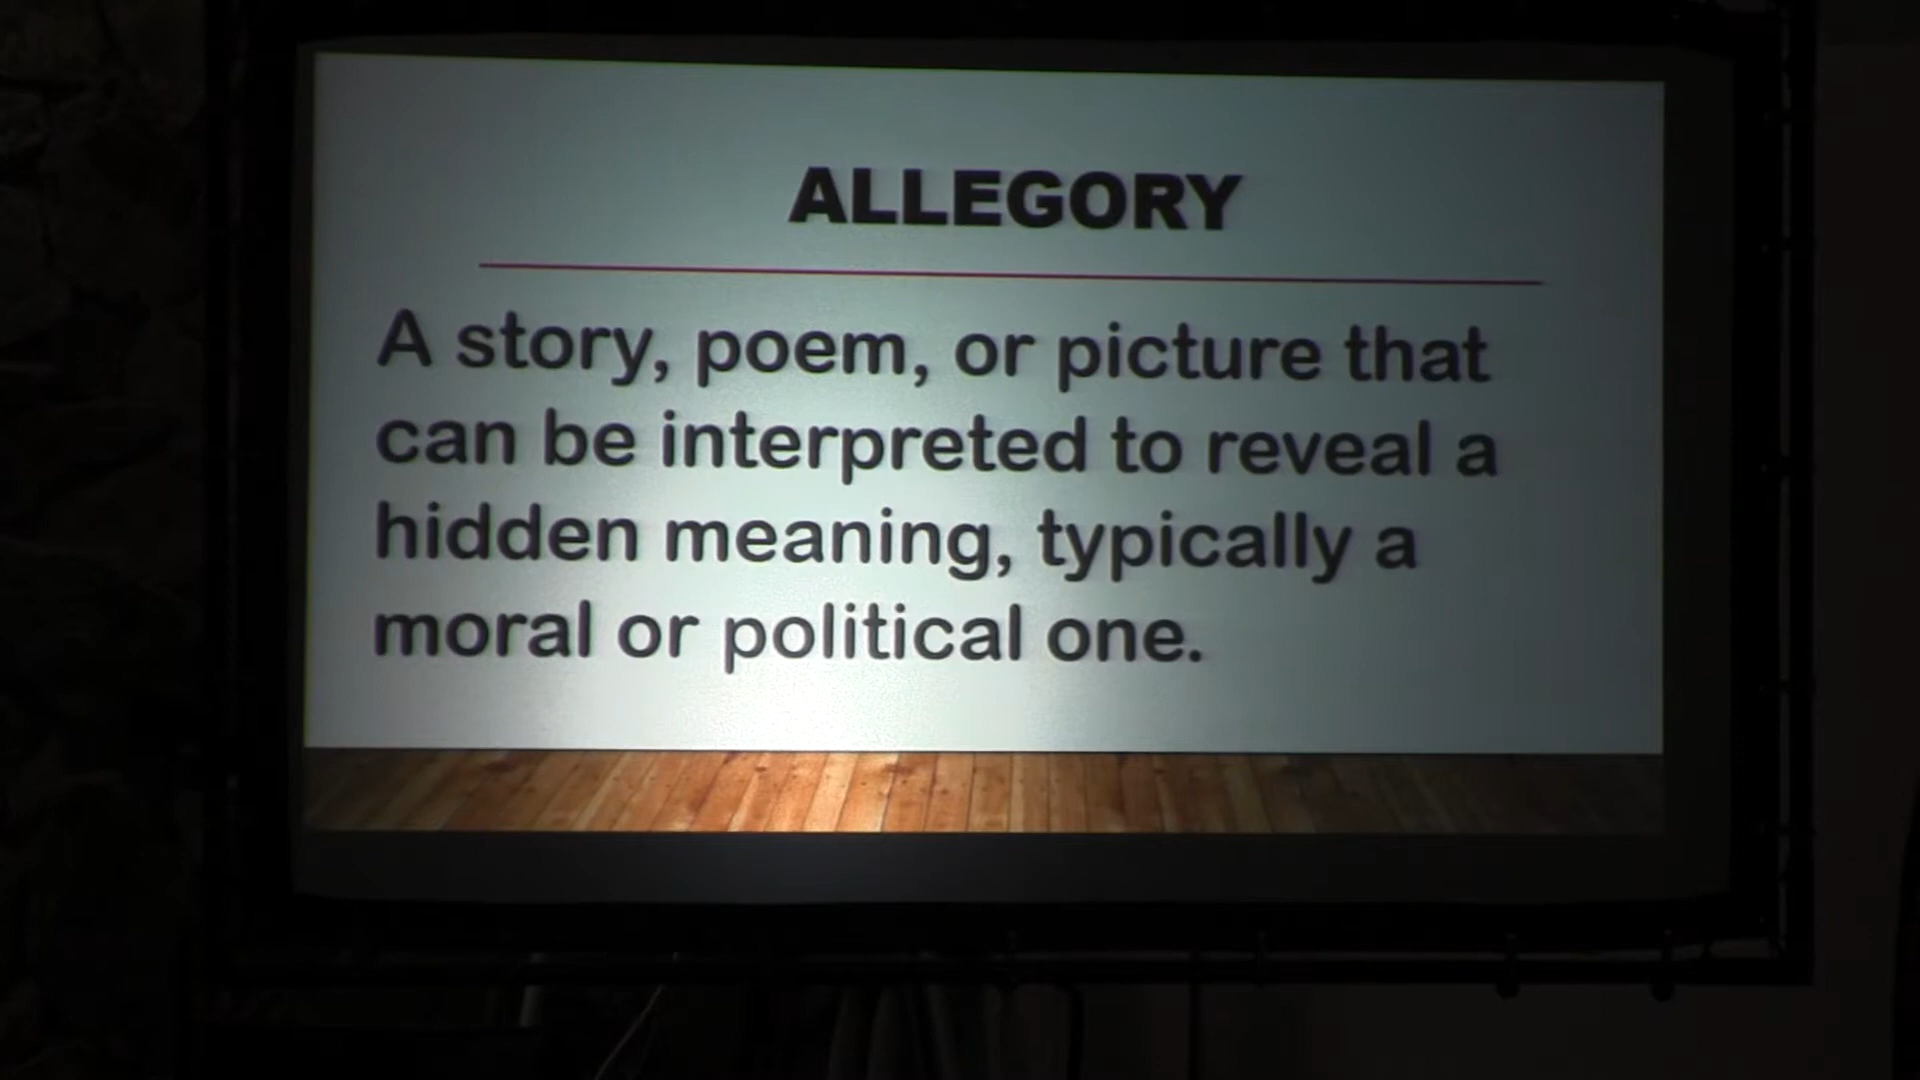 ALLEGORY
A story, poem, or picture that
can be interpreted to reveal a
hidden meaning, typically a
moral or political one.